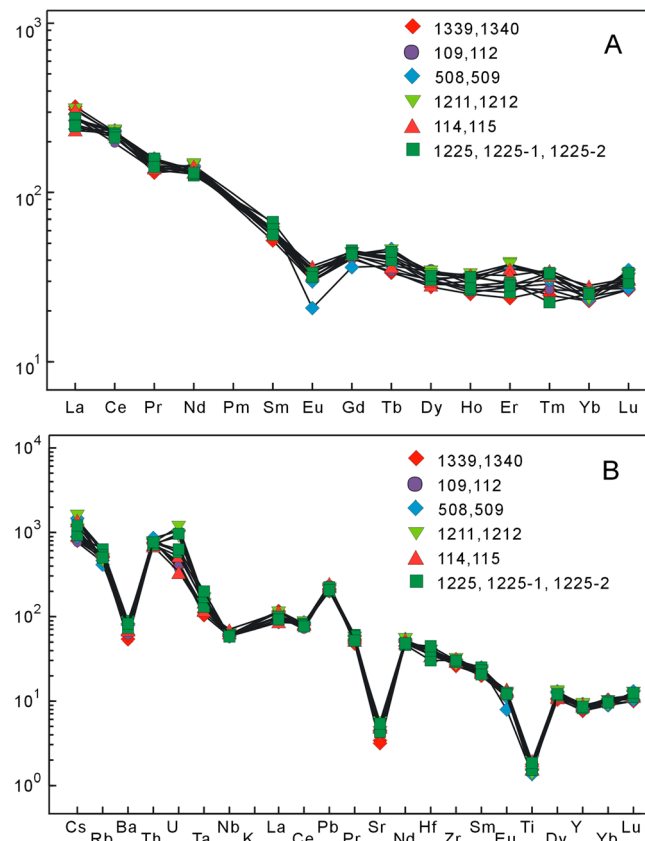 10³
A
1339,1340
109,112
508,509
1211,1212
114,115
1225, 1225-1, 1225-2
10²
10¹
La Ce Pr Nd Pm Sm Eu Gd Tb Dy Ho Er Tm Yb Lu
10⁴
B
1339,1340
109,112
508,509
1211,1212
114,115
1225, 1225-1, 1225-2
10³
10²
10¹
10⁰
Cs Ba U Nb La Pb Sr Hf Sm Ti Y Lu
Rb Th Ta K Ce Pr Nd Zr Eu Dy Yb